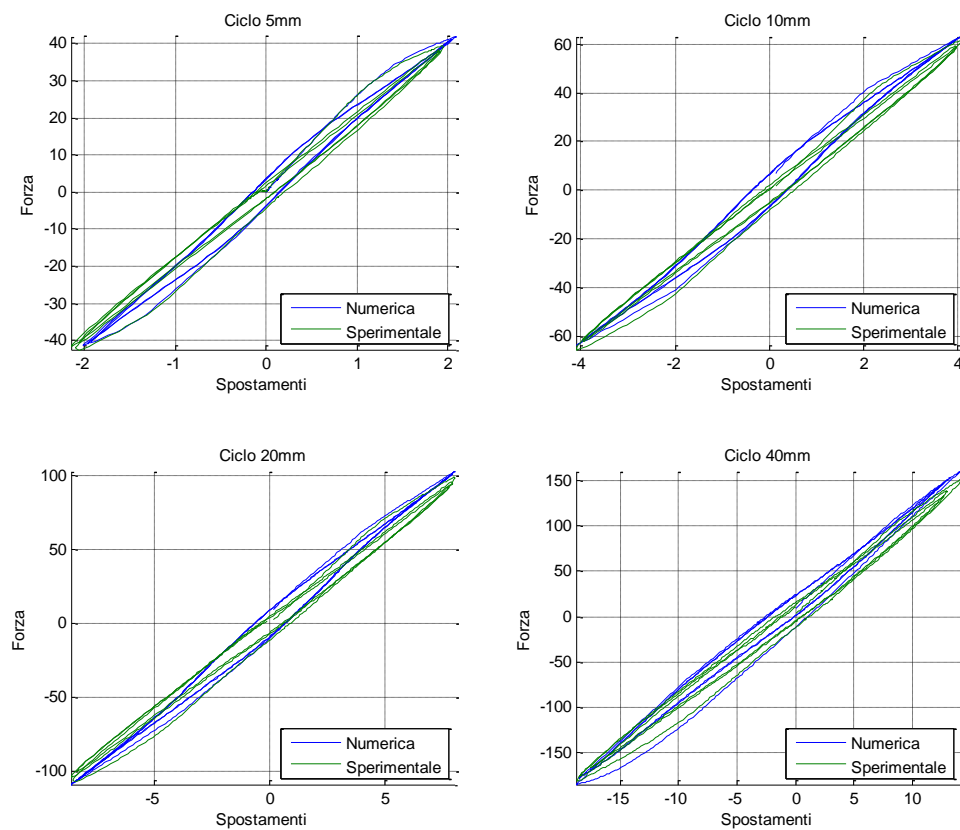 Ciclo 5mm
40
30
20
10
0
-10
-20
-30
-40
-2
-1
0
1
2
Forza
Spostamenti
Numerica
Sperimentale
Ciclo 10mm
60
40
20
0
-20
-40
-60
-4
-2
0
2
4
Forza
Spostamenti
Numerica
Sperimentale
Ciclo 20mm
100
50
0
-50
-100
-5
0
5
Forza
Spostamenti
Numerica
Sperimentale
Ciclo 40mm
150
100
50
0
-50
-100
-150
-15
-10
-5
0
5
10
Forza
Spostamenti
Numerica
Sperimentale